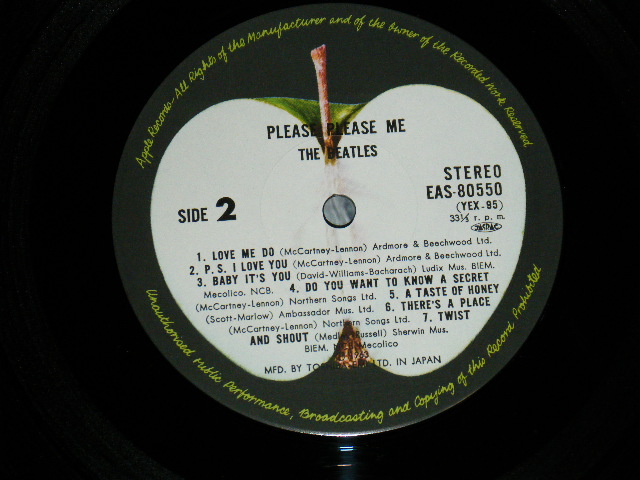 Apple Records-All Rights of the Manufacturer and of the Owner of the Recorded Work Reserved
PLEASE PLEASE ME
THE BEATLES
SIDE 2
STEREO
EAS-80550
(YEX-95)
33⅓ r. p. m.
JASRAC
1. LOVE ME DO (McCartney-Lennon) Ardmore & Beechwood Ltd.
2. P.S. I LOVE YOU (McCartney-Lennon) Ardmore & Beechwood Ltd.
3. BABY IT'S YOU (David-Williams-Bacharach) Ludix Mus. BIEM.
Mecolico. NCB. 4. DO YOU WANT TO KNOW A SECRET
(McCartney-Lennon) Northern Songs Ltd. 5. A TASTE OF HONEY
(Scott-Marlow) Ambassador Mus. Ltd. 6. THERE'S A PLACE
(McCartney-Lennon) Northern Songs Ltd. 7. TWIST
AND SHOUT (Medley-Russell) Sherwin Mus.
BIEM. Mecolico
MFD. BY LTD. IN JAPAN
Unauthorised Public Performance, Broadcasting and Copying of this Record Prohibited